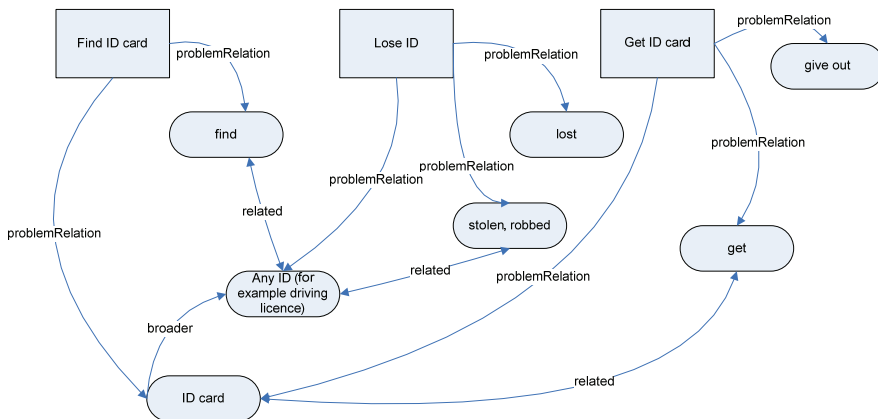 Find ID card
Lose ID
Get ID card
problemRelation
give out
problemRelation
problemRelation
find
lost
problemRelation
problemRelation
problemRelation
related
stolen, robbed
problemRelation
get
related
problemRelation
Any ID (for
example driving
licence)
broader
related
ID card